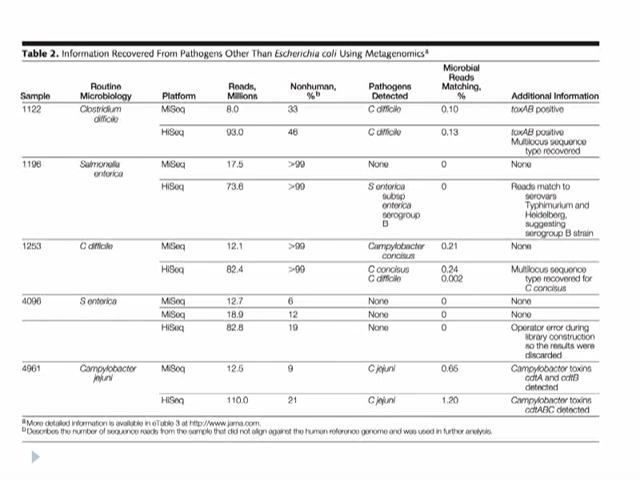 Table 2. Information Recovered From Pathogens Other Than Escherichia coli Using Metagenomicsa
Sample
Routine
Microbiology
Platform
Reads,
Millions
Nonhuman,
%b
Pathogens
Detected
Microbial
Reads
Matching,
%
Additional Information
1122 Clostridium MiSeq 8.0 33 C difficile 0.10 toxAB positive
difficile
HiSeq 93.0 46 C difficile 0.13 toxAB positive
Multilocus sequence
type recovered
1196 Salmonella MiSeq 17.5 >99 None 0 None
enterica
HiSeq 73.6 >99 S enterica 0 Reads match to
subsp serovars
enterica Typhimurium and
serogroup Heidelberg,
B suggesting
serogroup B strain
1253 C difficile MiSeq 12.1 >99 Campylobacter 0.21 None
concisus
HiSeq 82.4 >99 C concisus 0.24 Multilocus sequence
C difficile 0.002 type recovered for
C concisus
4096 S enterica MiSeq 12.7 6 None 0 None
MiSeq 18.9 12 None 0 None
HiSeq 82.8 19 None 0 Operator error during
library construction
so the results were
discarded
4961 Campylobacter MiSeq 12.5 9 C jejuni 0.65 Campylobacter toxins
jejuni cdtA and cdtB
detected
HiSeq 110.0 21 C jejuni 1.20 Campylobacter toxins
cdtABC detected
a More detailed information is available in eTable 3 at http://www.jama.com.
b Describes the number of sequence reads from the sample that did not align against the human reference genome and was used in further analysis.